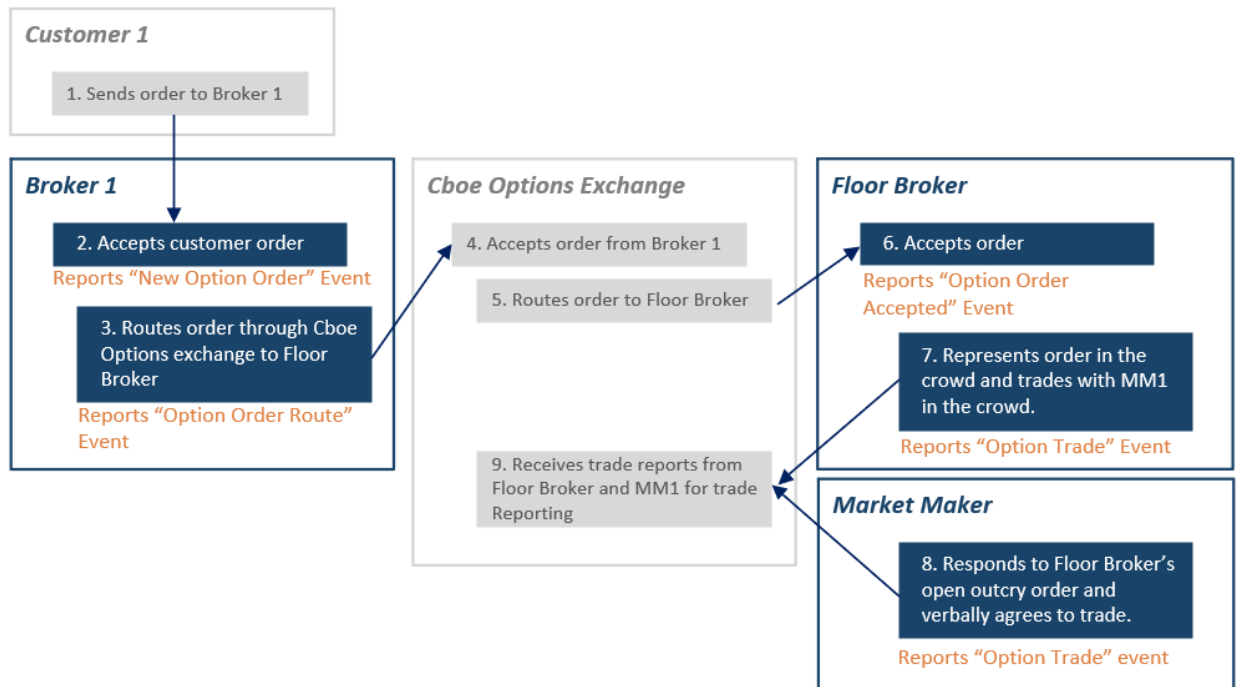 Customer 1
1. Sends order to Broker 1
Broker 1
2. Accepts customer order
Reports “New Option Order” Event
3. Routes order through Cboe
Options exchange to Floor
Broker
Reports “Option Order Route”
Event
Cboe Options Exchange
4. Accepts order from Broker 1
5. Routes order to Floor Broker
9. Receives trade reports from
Floor Broker and MM1 for trade
Reporting
Floor Broker
6. Accepts order
Reports “Option Order
Accepted” Event
7. Represents order in the
crowd and trades with MM1
in the crowd.
Reports “Option Trade” Event
Market Maker
8. Responds to Floor Broker’s
open outcry order and
verbally agrees to trade.
Reports “Option Trade” event